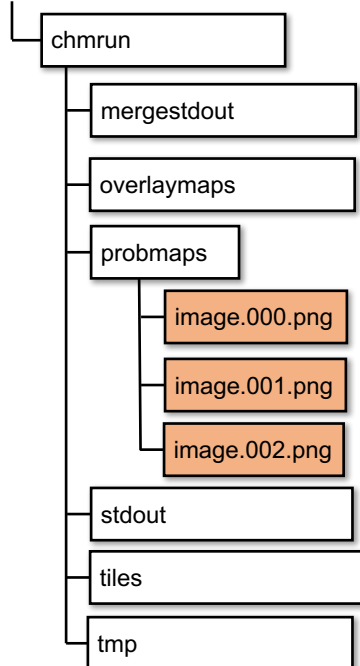 chmrun
mergestdout
overlaymaps
probmaps
image.000.png
image.001.png
image.002.png
stdout
tiles
tmp